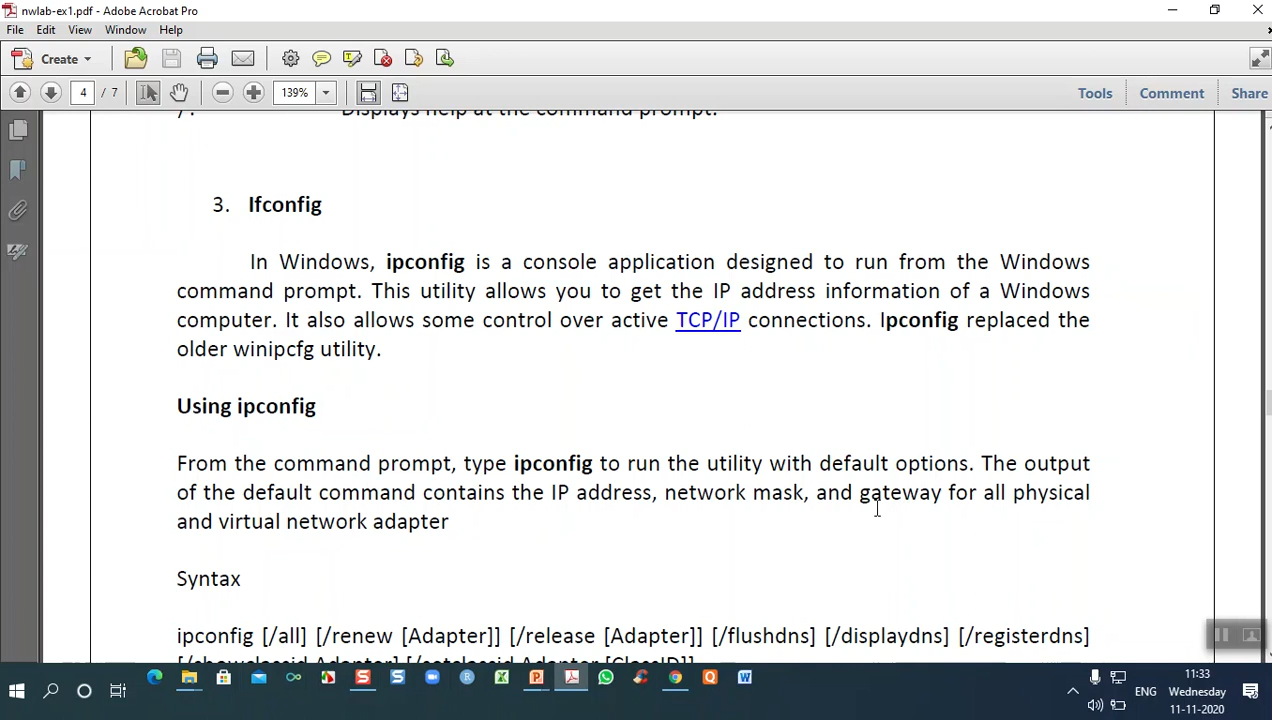 nwlab-ex1.pdf - Adobe Acrobat Pro
File Edit View Window Help
Create
4 / 7 139% Tools Comment Share
/? Displays help at the command prompt.
3. Ifconfig
In Windows, ipconfig is a console application designed to run from the Windows
command prompt. This utility allows you to get the IP address information of a Windows
computer. It also allows some control over active TCP/IP connections. Ipconfig replaced the
older winipcfg utility.
Using ipconfig
From the command prompt, type ipconfig to run the utility with default options. The output
of the default command contains the IP address, network mask, and gateway for all physical
and virtual network adapter
Syntax
ipconfig [/all] [/renew [Adapter]] [/release [Adapter]] [/flushdns] [/displaydns] [/registerdns]
[/showclassid Adapter] [/setclassid Adapter [ClassID]]
11:33
ENG Wednesday
11-11-2020